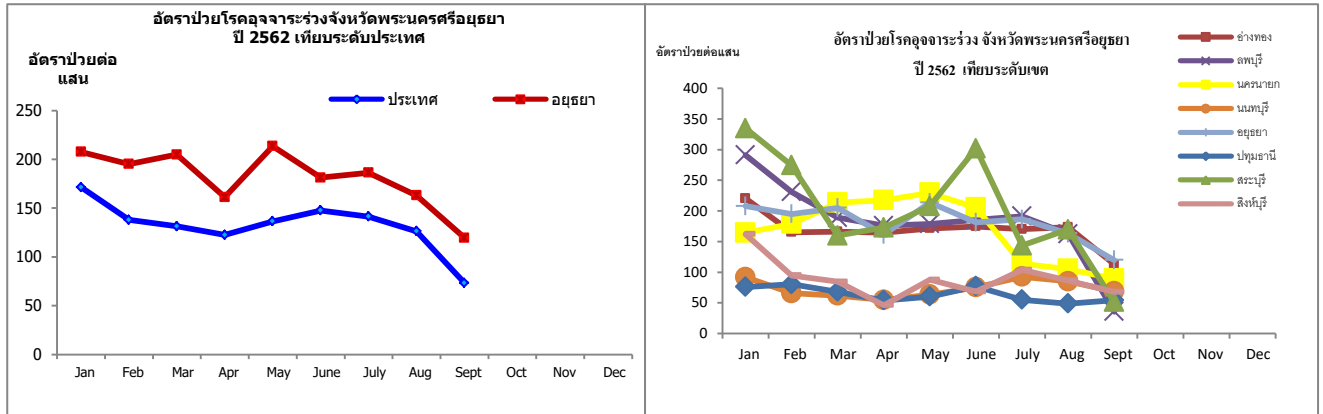 อัตราป่วยโรคอุจจาระร่วงจังหวัดพระนครศรีอยุธยา
ปี 2562 เทียบระดับประเทศ
อัตราป่วยต่อ
แสน
ประเทศ
อยุธยา
250
200
150
100
50
0
Jan Feb Mar Apr May June July Aug Sept Oct Nov Dec
อัตราป่วยโรคอุจจาระร่วง จังหวัดพระนครศรีอยุธยา
ปี 2562 เทียบระดับเขต
อัตราป่วยต่อแสน
อ่างทอง
ลพบุรี
นครนายก
นนทบุรี
อยุธยา
ปทุมธานี
สระบุรี
สิงห์บุรี
400
350
300
250
200
150
100
50
0
Jan Feb Mar Apr May June July Aug Sept Oct Nov Dec